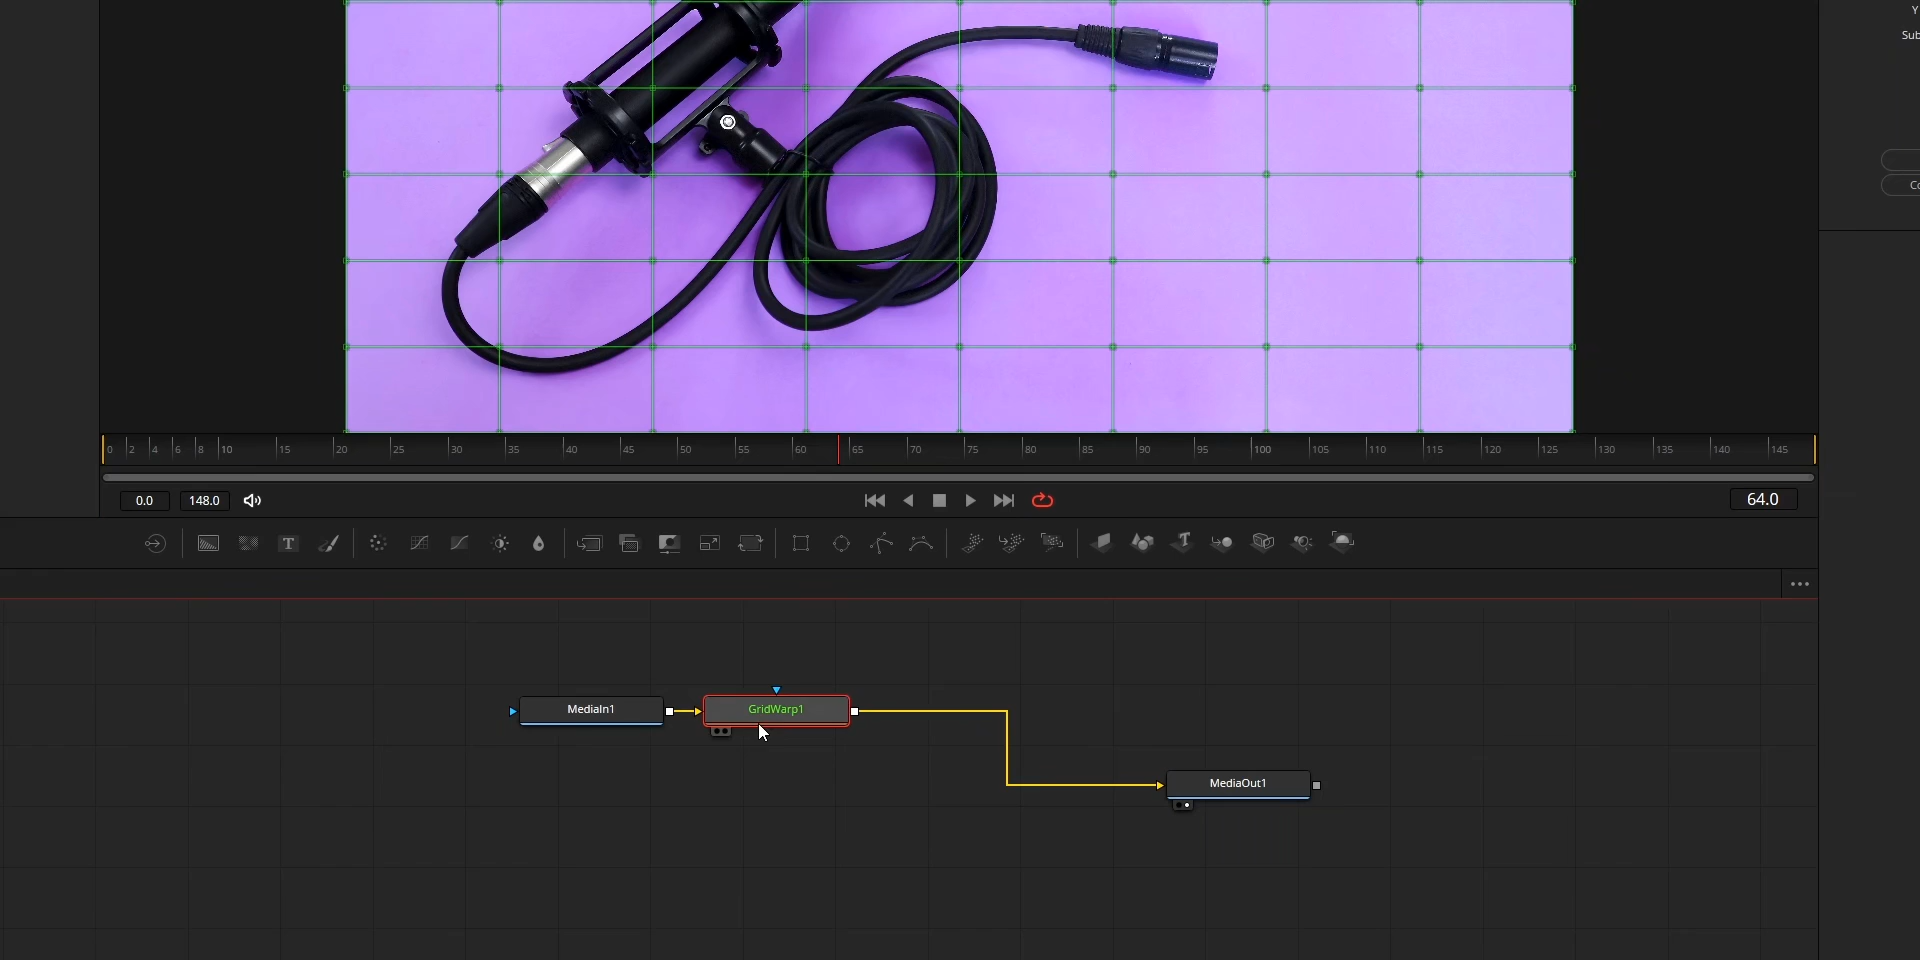 Y
Sub
Co
0 2 4 6 8 10 15 20 25 30 35 40 45 50 55 60 65 70 75 80 85 90 95 100 105 110 115 120 125 130 135 140 145
0.0 148.0 64.0
T
MediaIn1 GridWarp1
MediaOut1